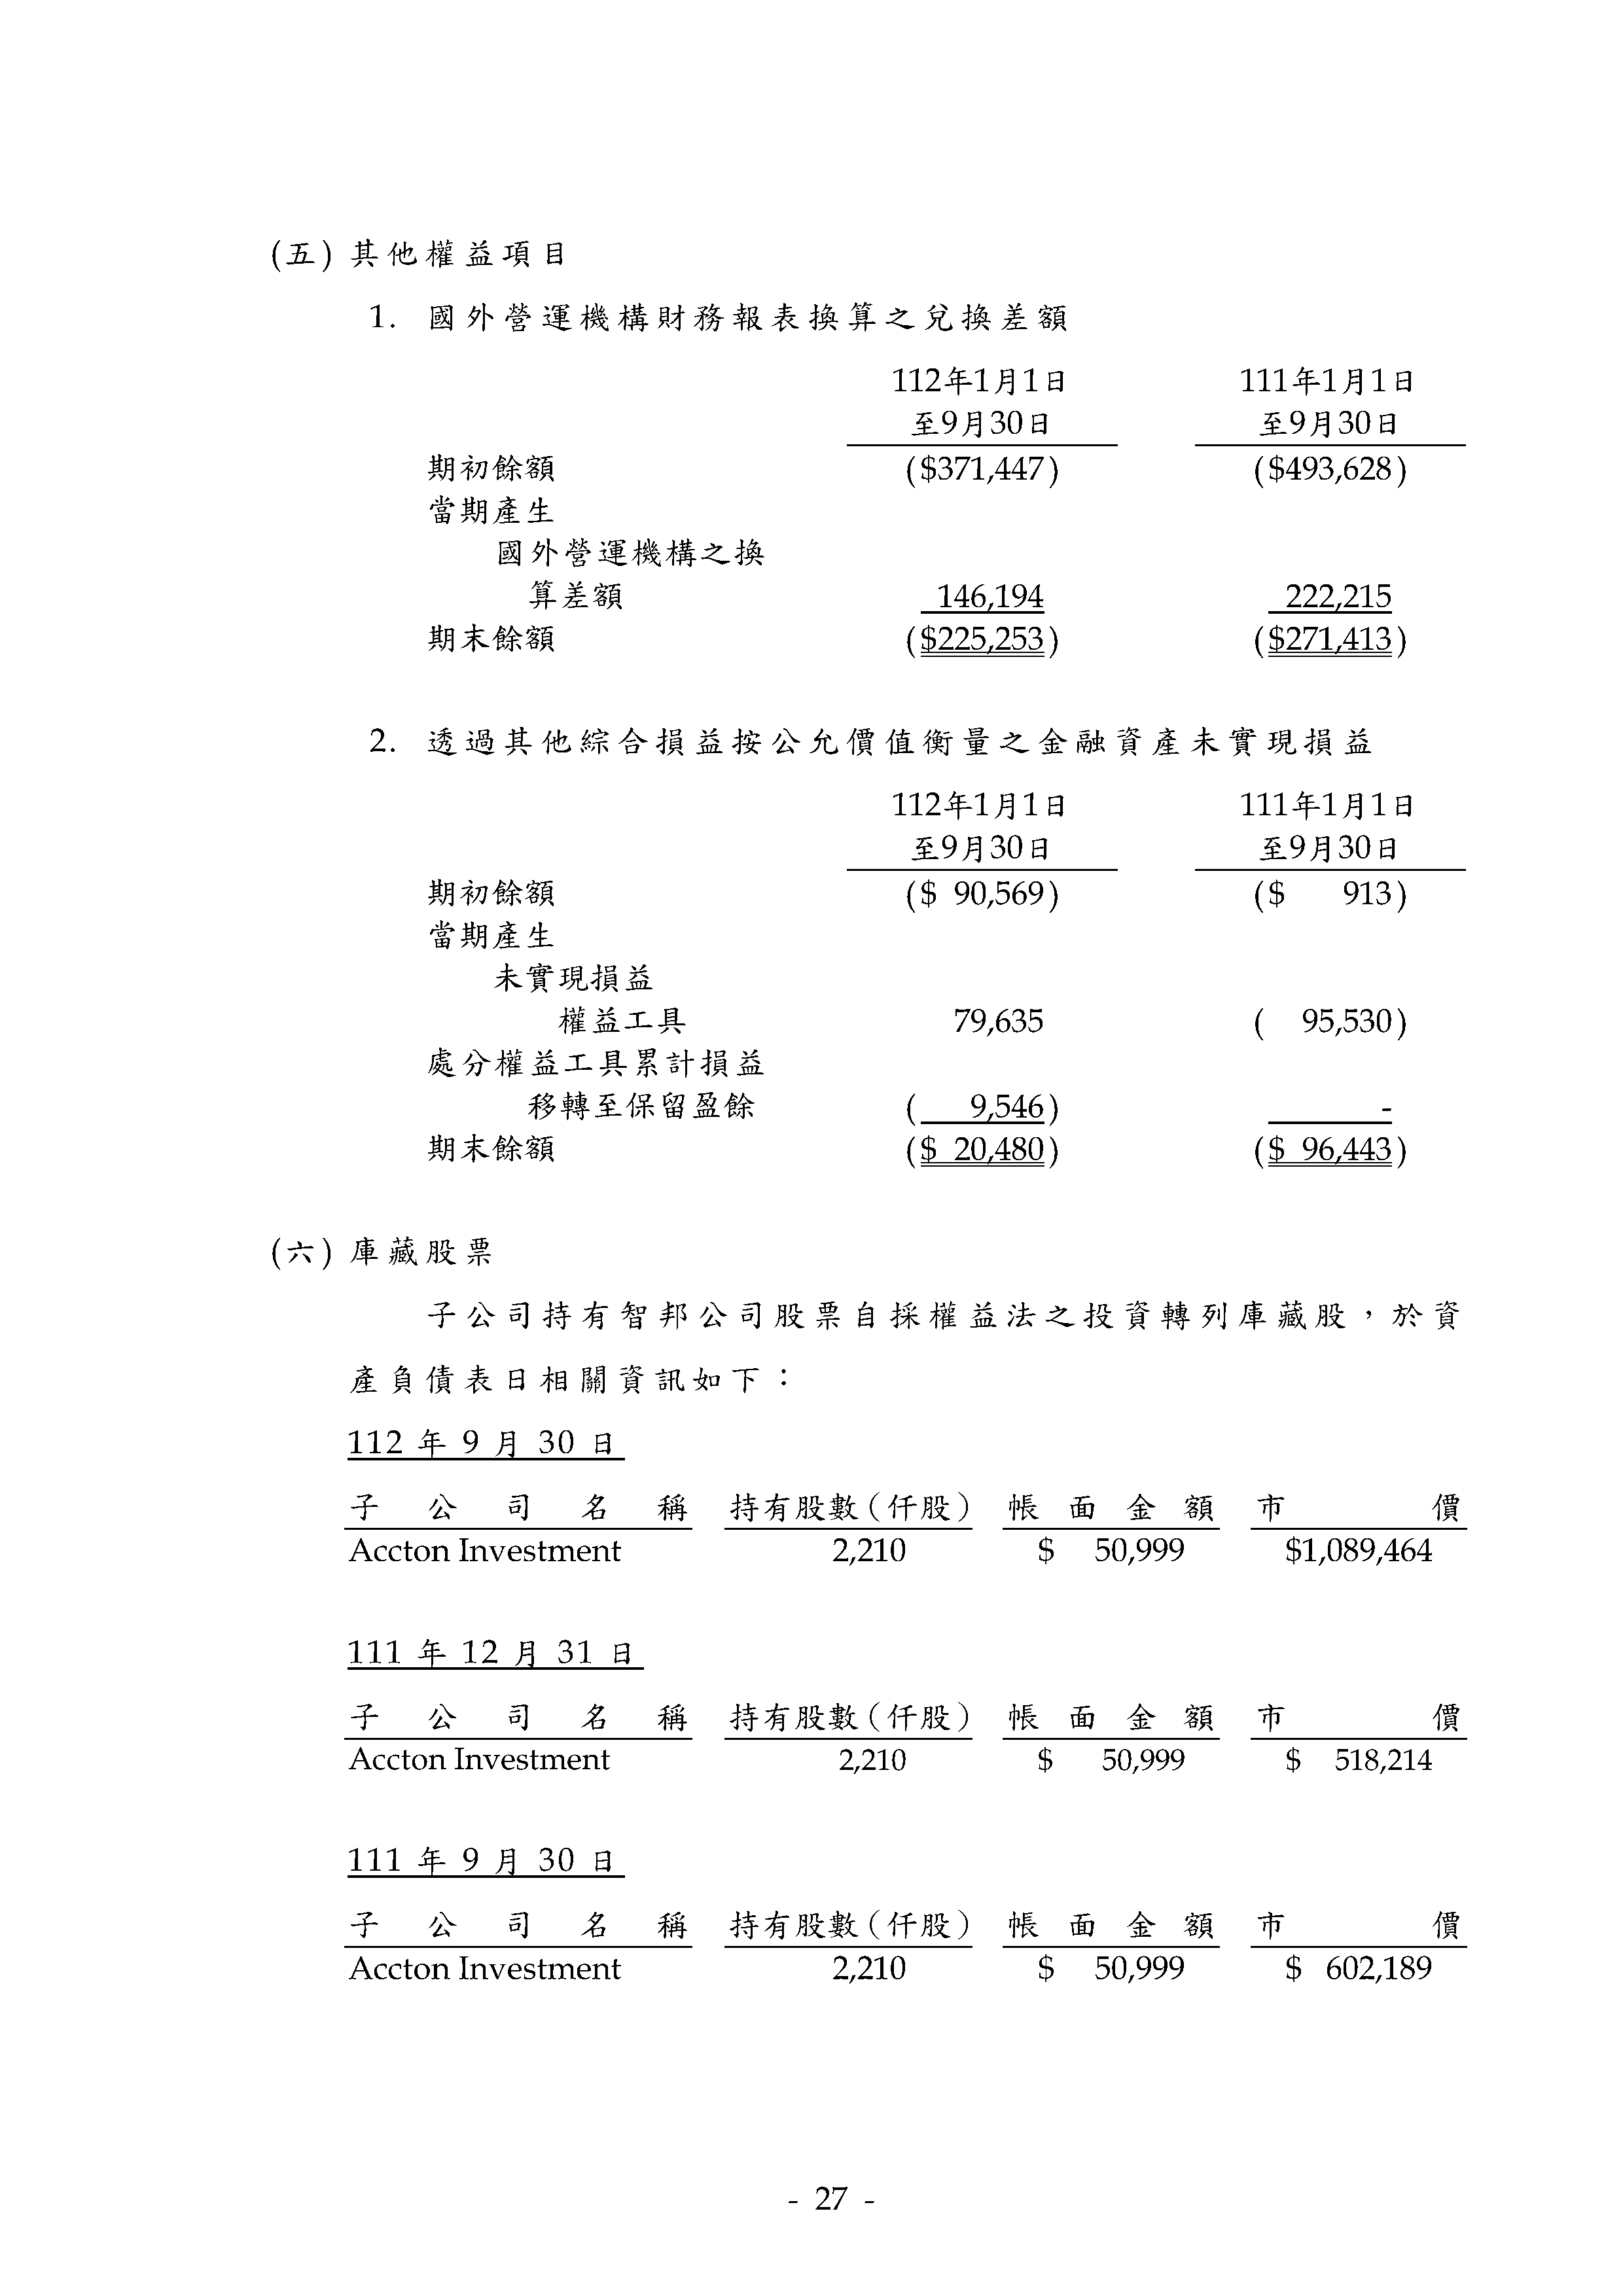 (五) 其他權益項目
1. 國外營運機構財務報表換算之兌換差額
112年1月1日 111年1月1日
至9月30日 至9月30日
期初餘額 ($371,447) ($493,628)
當期產生
國外營運機構之換
算差額 146,194 222,215
期末餘額 ($225,253) ($271,413)
2. 透過其他綜合損益按公允價值衡量之金融資產未實現損益
112年1月1日 111年1月1日
至9月30日 至9月30日
期初餘額 ($ 90,569) ($ 913)
當期產生
未實現損益
權益工具 79,635 ( 95,530)
處分權益工具累計損益
移轉至保留盈餘 ( 9,546) -
期末餘額 ($ 20,480) ($ 96,443)
(六) 庫藏股票
子公司持有智邦公司股票自採權益法之投資轉列庫藏股，於資
產負債表日相關資訊如下：
112 年 9 月 30 日
子公司名稱 持有股數(仟股) 帳面金額 市價
Accton Investment 2,210 $ 50,999 $1,089,464
111 年 12 月 31 日
子公司名稱 持有股數(仟股) 帳面金額 市價
Accton Investment 2,210 $ 50,999 $ 518,214
111 年 9 月 30 日
子公司名稱 持有股數(仟股) 帳面金額 市價
Accton Investment 2,210 $ 50,999 $ 602,189
- 27 -